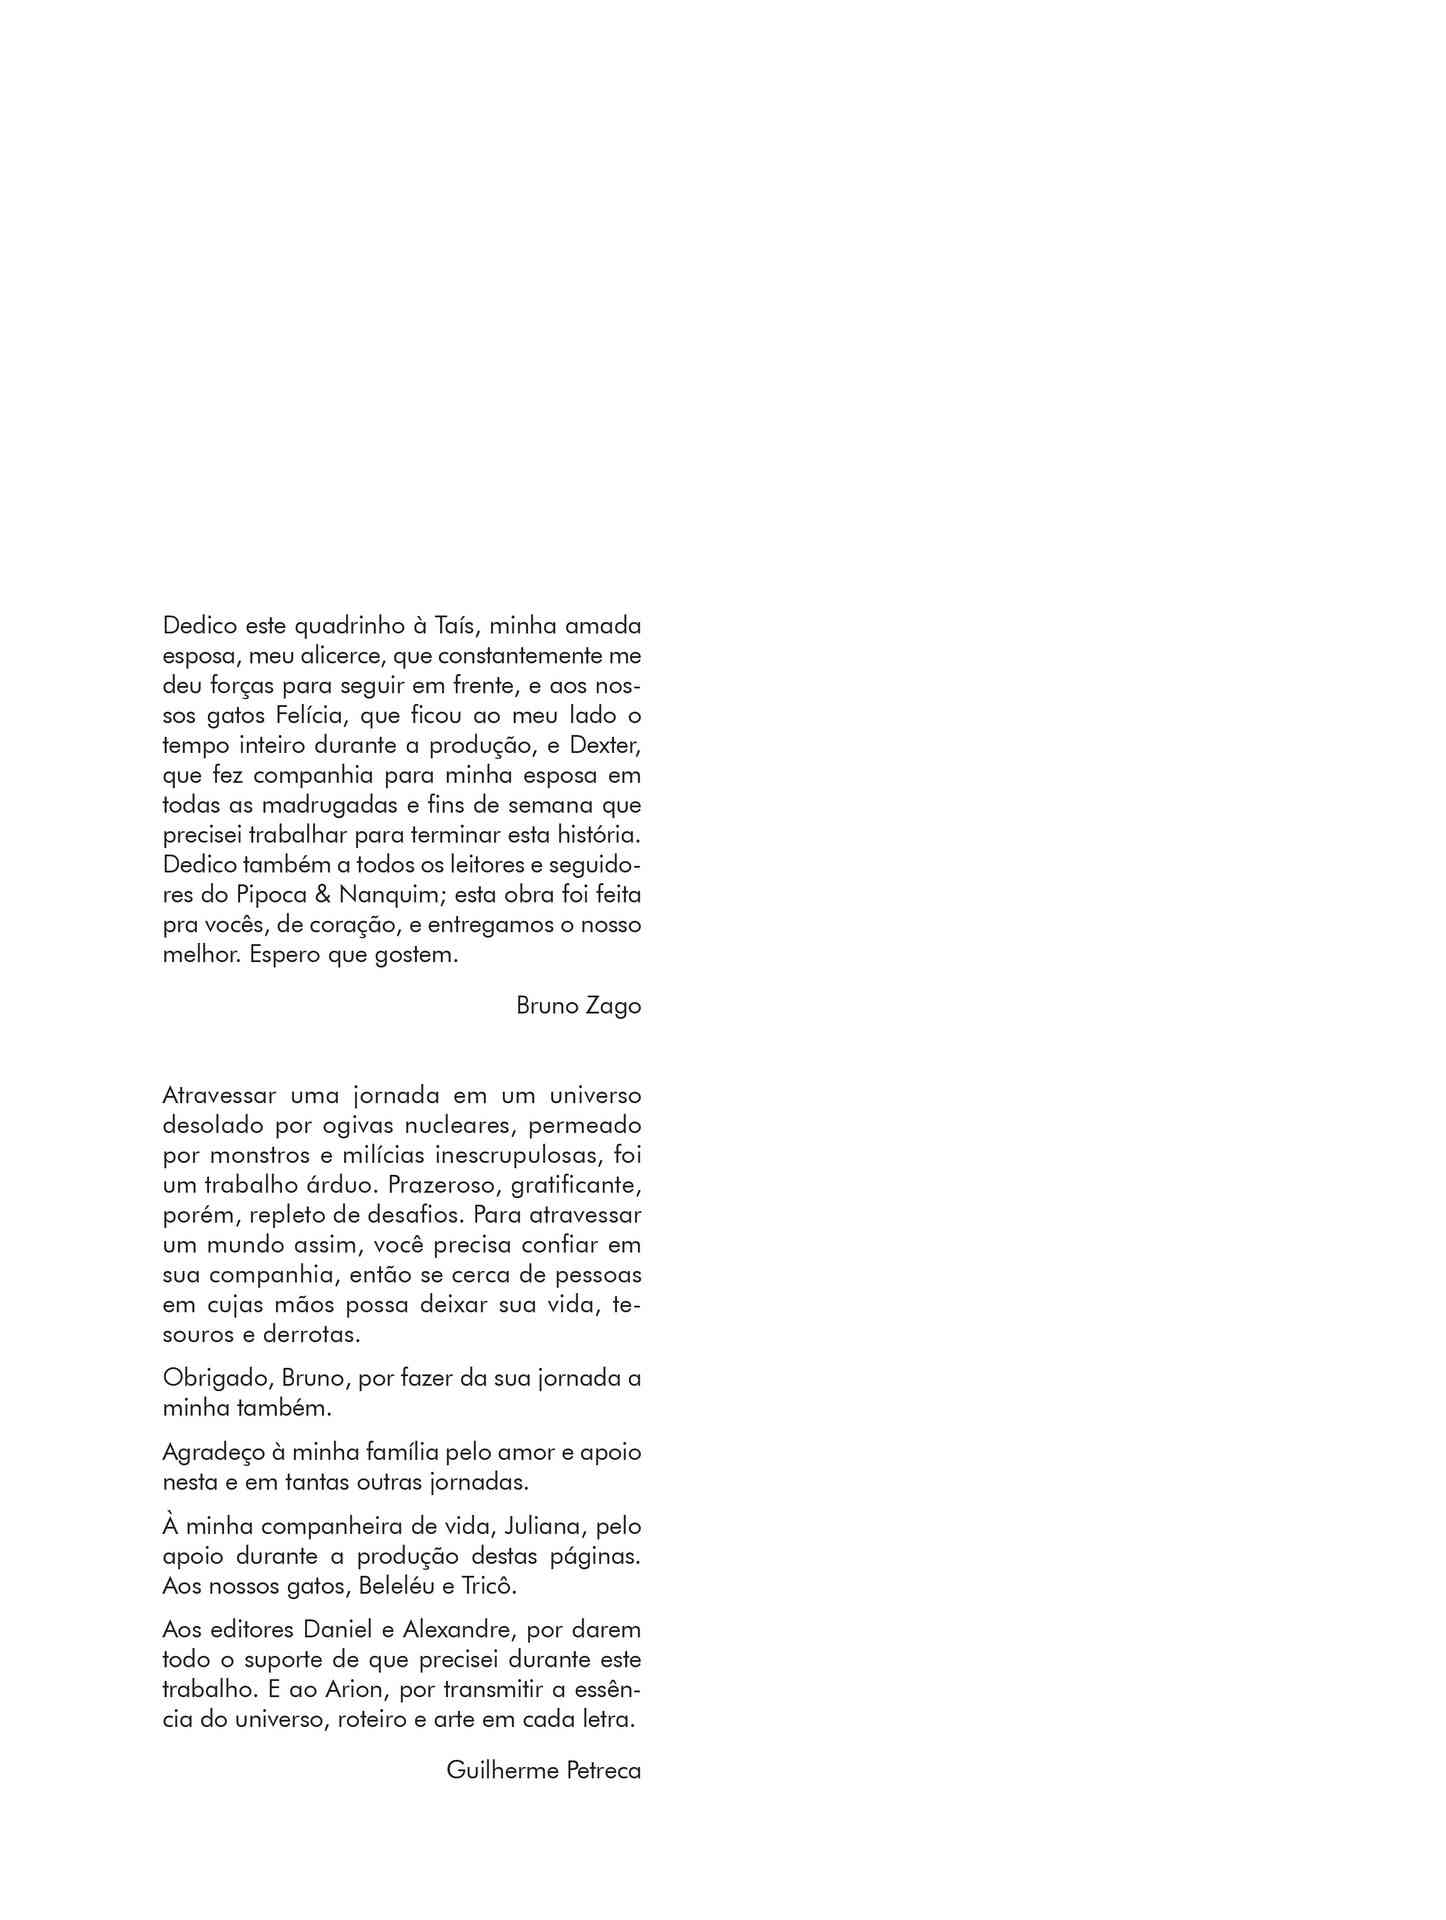 Dedico este quadrinho à Taís, minha amada
esposa, meu alicerce, que constantemente me
deu forças para seguir em frente, e aos nos-
sos gatos Felícia, que ficou ao meu lado o
tempo inteiro durante a produção, e Dexter,
que fez companhia para minha esposa em
todas as madrugadas e fins de semana que
precisei trabalhar para terminar esta história.
Dedico também a todos os leitores e seguido-
res do Pipoca & Nanquim; esta obra foi feita
pra vocês, de coração, e entregamos o nosso
melhor. Espero que gostem.
Bruno Zago
Atravessar uma jornada em um universo
desolado por ogivas nucleares, permeado
por monstros e milícias inescrupulosas, foi
um trabalho árduo. Prazeroso, gratificante,
porém, repleto de desafios. Para atravessar
um mundo assim, você precisa confiar em
sua companhia, então se cerca de pessoas
em cujas mãos possa deixar sua vida, te-
souros e derrotas.
Obrigado, Bruno, por fazer da sua jornada a
minha também.
Agradeço à minha família pelo amor e apoio
nesta e em tantas outras jornadas.
À minha companheira de vida, Juliana, pelo
apoio durante a produção destas páginas.
Aos nossos gatos, Beleléu e Tricô.
Aos editores Daniel e Alexandre, por darem
todo o suporte de que precisei durante este
trabalho. E ao Arion, por transmitir a essên-
cia do universo, roteiro e arte em cada letra.
Guilherme Petreca